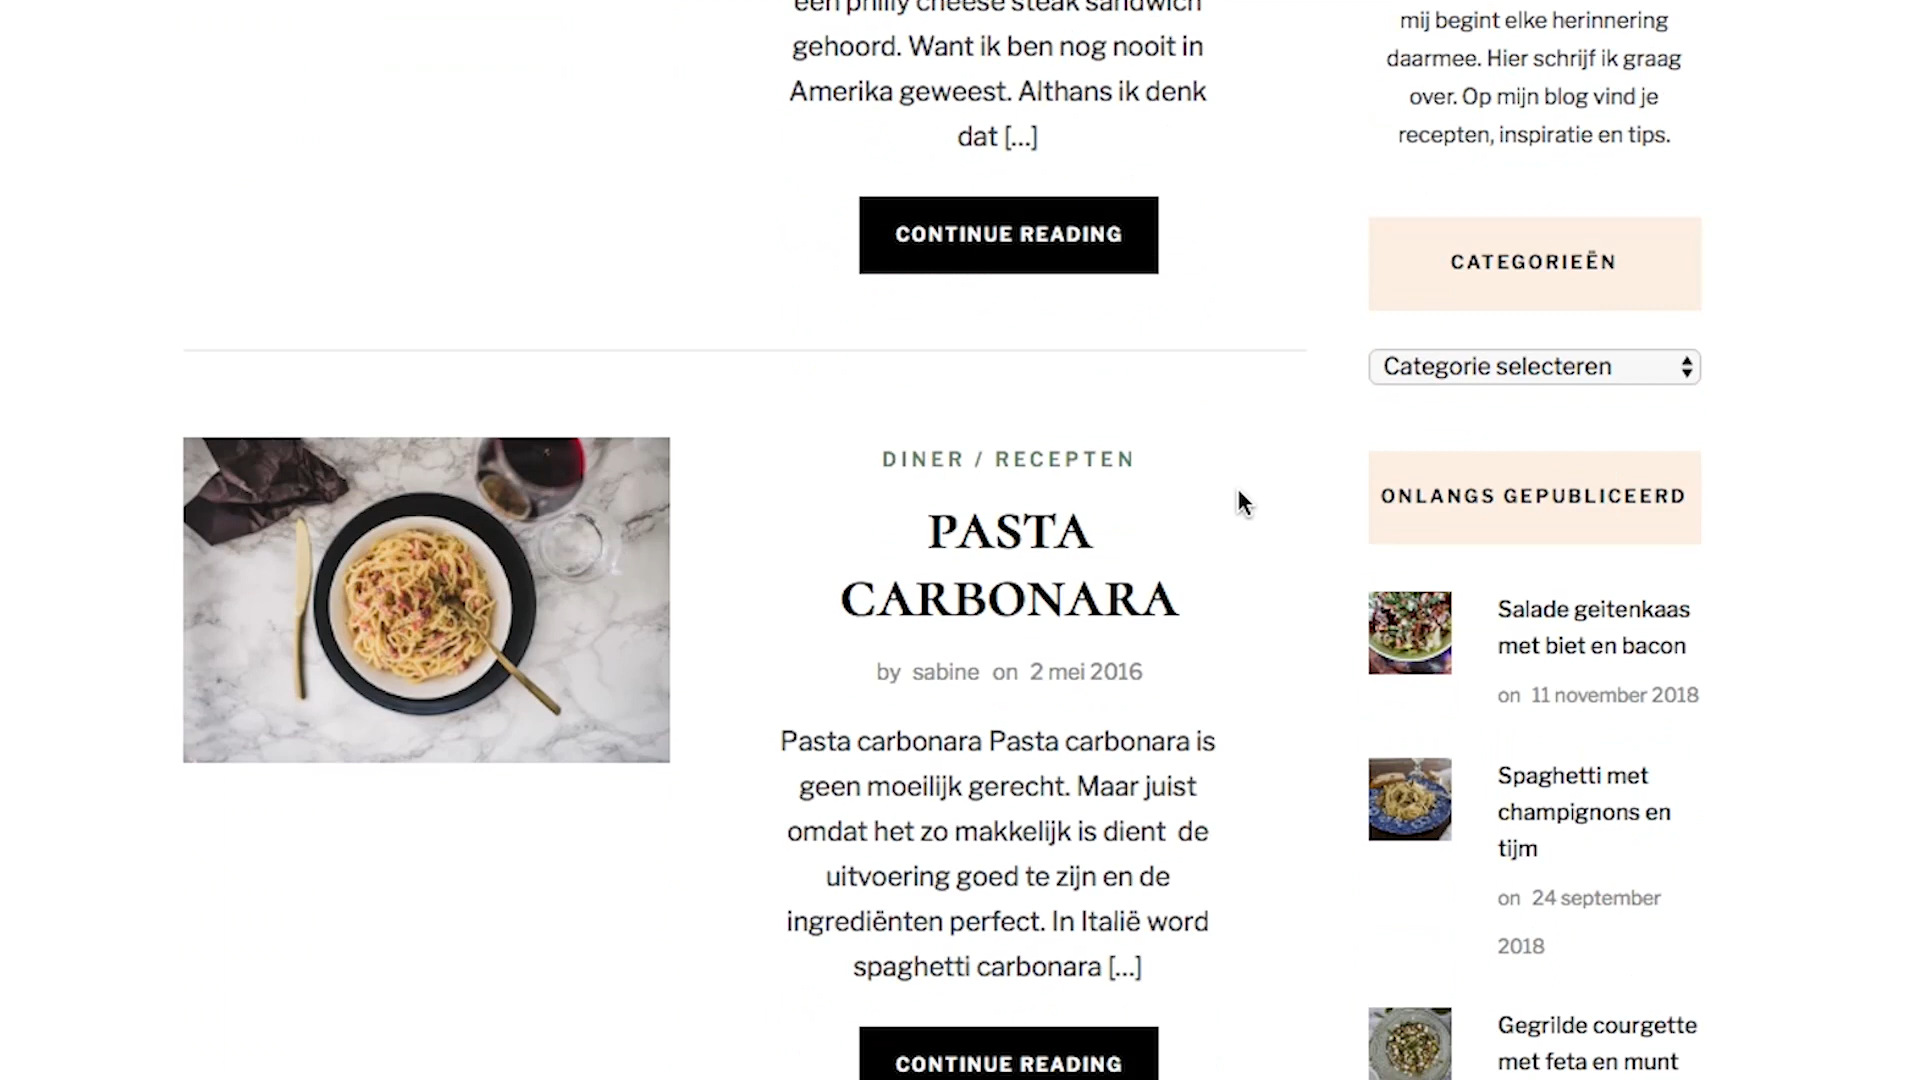 een philly cheese steak sandwich
gehoord. Want ik ben nog nooit in
Amerika geweest. Althans ik denk
dat [...]
CONTINUE READING
DINER / RECEPTEN
PASTA
CARBONARA
by sabine on 2 mei 2016
Pasta carbonara Pasta carbonara is
geen moeilijk gerecht. Maar juist
omdat het zo makkelijk is dient de
uitvoering goed te zijn en de
ingrediënten perfect. In Italië word
spaghetti carbonara [...]
CONTINUE READING
mij begint elke herinnering
daarmee. Hier schrijf ik graag
over. Op mijn blog vind je
recepten, inspiratie en tips.
CATEGORIEËN
Categorie selecteren
ONLANGS GEPUBLICEERD
Salade geitenkaas
met biet en bacon
on 11 november 2018
Spaghetti met
champignons en
tijm
on 24 september
2018
Gegrilde courgette
met feta en munt